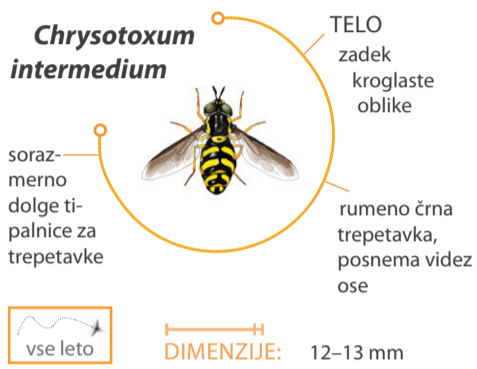 Chrysotoxum
intermedium
TELO
zadek
kroglaste
oblike
soraz-
merno
dolge ti-
palnice za
trepetavke
rumeno črna
trepetavka,
posnema videz
ose
vse leto
DIMENZIJE: 12–13 mm